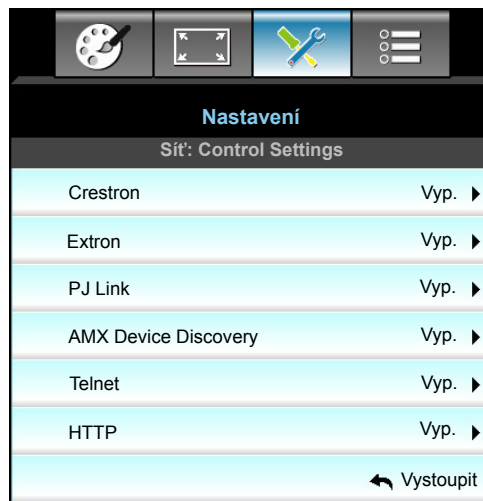 Nastavení
Síť: Control Settings
Crestron Vyp.
Extron Vyp.
PJ Link Vyp.
AMX Device Discovery Vyp.
Telnet Vyp.
HTTP Vyp.
Vystoupit